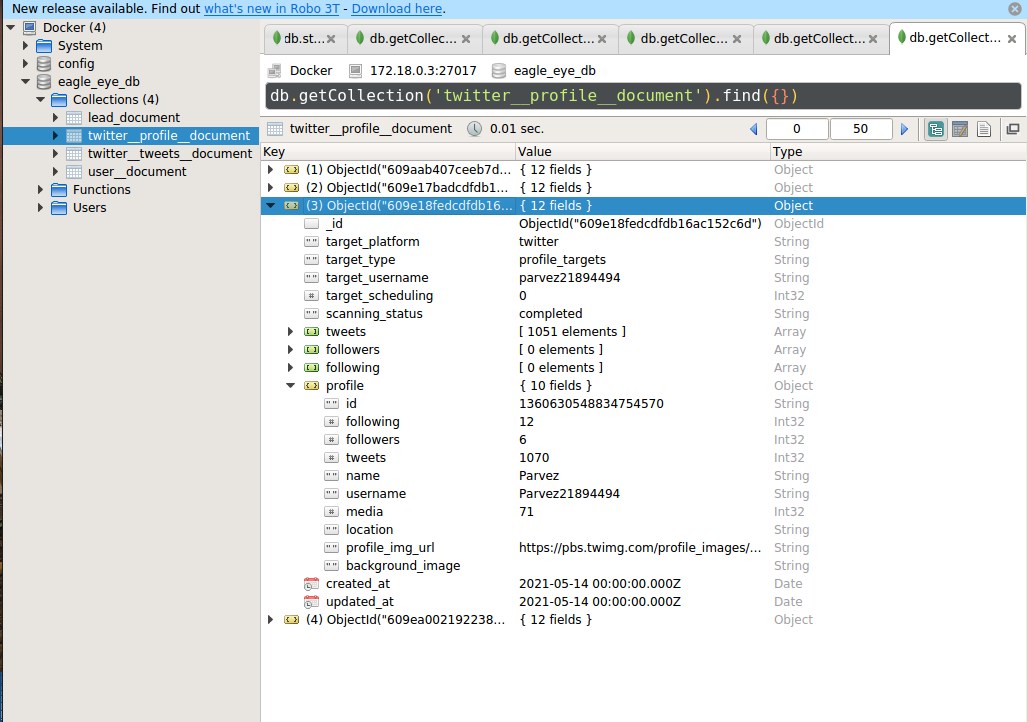 New release available. Find out what's new in Robo 3T - Download here.
Docker (4)
System
config
eagle_eye_db
Collections (4)
lead_document
twitter__profile__document
twitter__tweets__document
user__document
Functions
Users
db.st... db.getCollec... db.getCollect... db.getCollec... db.getCollect... db.getCollect...
Docker 172.18.0.3:27017 eagle_eye_db
db.getCollection('twitter__profile__document').find({})
twitter__profile__document 0.01 sec. 0 50
Key Value Type
(1) ObjectId("609aab407ceeb7d... { 12 fields } Object
(2) ObjectId("609e17badcdfdb1... { 12 fields } Object
(3) ObjectId("609e18fedcdfdb16... { 12 fields } Object
_id ObjectId("609e18fedcdfdb16ac152c6d") ObjectId
target_platform twitter String
target_type profile_targets String
target_username parvez21894494 String
target_scheduling 0 Int32
scanning_status completed String
tweets [ 1051 elements ] Array
followers [ 0 elements ] Array
following [ 0 elements ] Array
profile { 10 fields } Object
id 1360630548834754570 String
following 12 Int32
followers 6 Int32
tweets 1070 Int32
name Parvez String
username Parvez21894494 String
media 71 Int32
location String
profile_img_url https://pbs.twimg.com/profile_images/... String
background_image String
created_at 2021-05-14 00:00:00.000Z Date
updated_at 2021-05-14 00:00:00.000Z Date
(4) ObjectId("609ea002192238... { 12 fields } Object